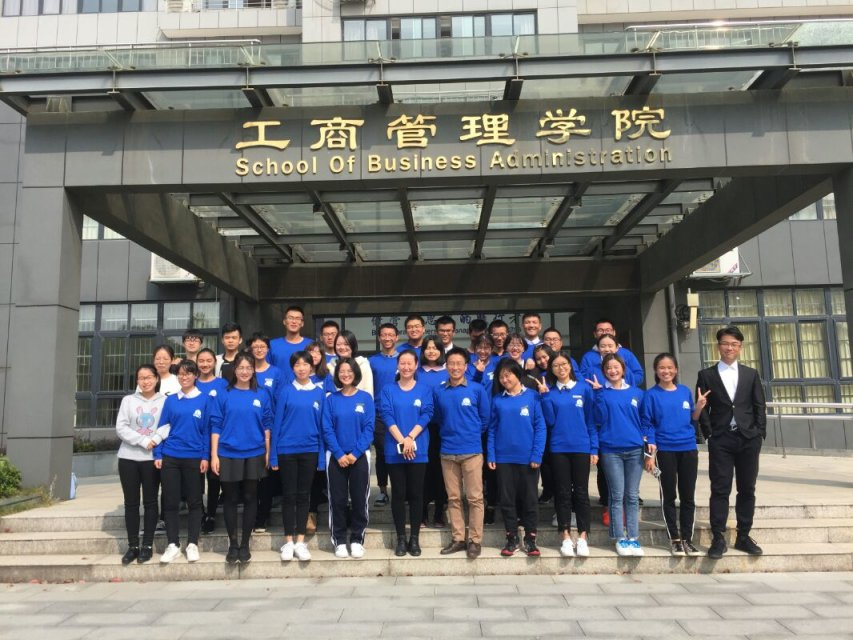 工商管理学院
School Of Business Administration